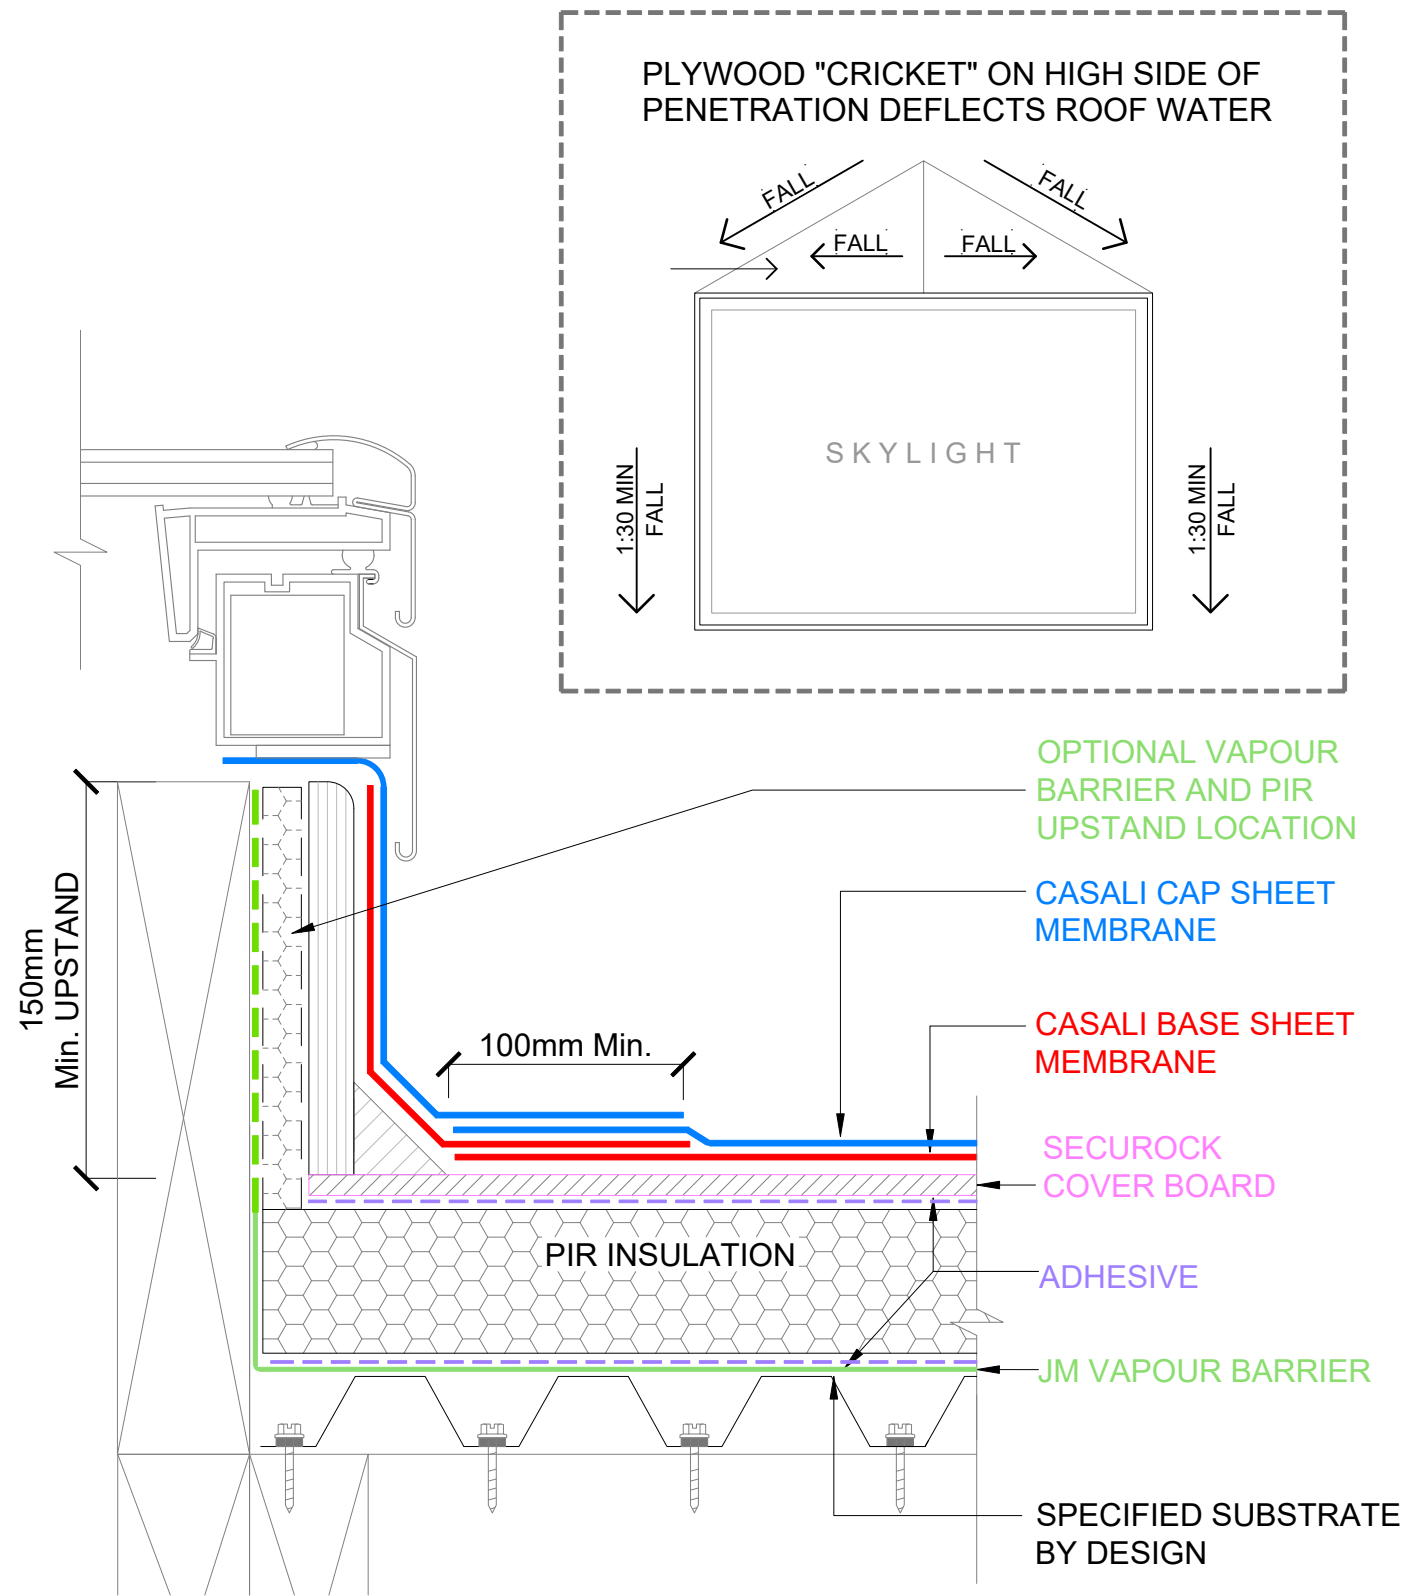 PLYWOOD "CRICKET" ON HIGH SIDE OF
PENETRATION DEFLECTS ROOF WATER
FALL
FALL
FALL
FALL
SKYLIGHT
1:30 MIN
FALL
1:30 MIN
FALL
OPTIONAL VAPOUR
BARRIER AND PIR
UPSTAND LOCATION
CASALI CAP SHEET
MEMBRANE
150mm
Min. UPSTAND
100mm Min.
CASALI BASE SHEET
MEMBRANE
SECUROCK
COVER BOARD
PIR INSULATION
ADHESIVE
JM VAPOUR BARRIER
SPECIFIED SUBSTRATE
BY DESIGN